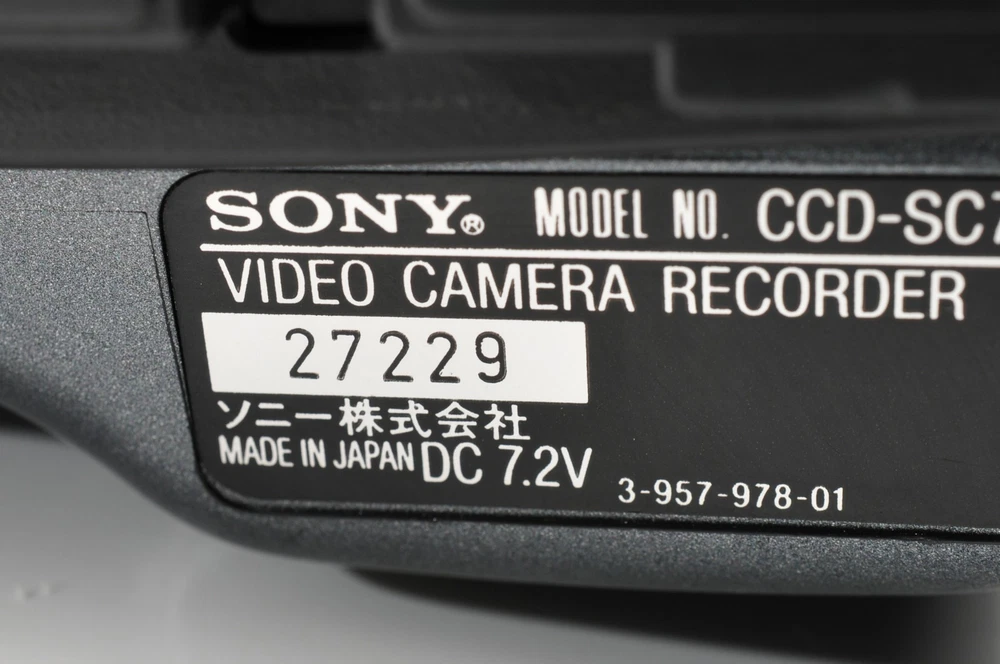 SONY® MODEL NO. CCD-SC7
VIDEO CAMERA RECORDER
27229
ソニー株式会社
MADE IN JAPAN DC 7.2V
3-957-978-01